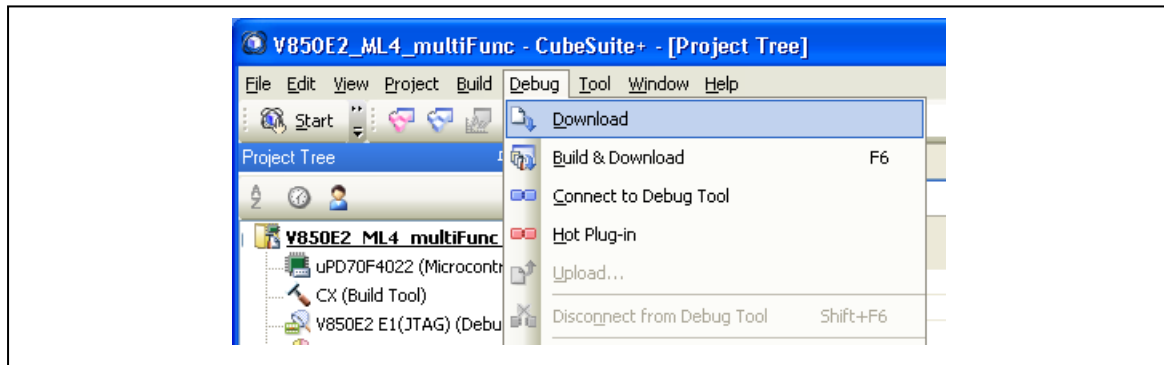 V850E2_ML4_multiFunc - CubeSuite+ - [Project Tree]
File Edit View Project Build Debug Tool Window Help
Start
Download
Project Tree
Build & Download F6
Connect to Debug Tool
V850E2_ML4_multiFunc
Hot Plug-in
uPD70F4022 (Microcontr
Upload...
CX (Build Tool)
V850E2 E1(JTAG) (Debu
Disconnect from Debug Tool Shift+F6